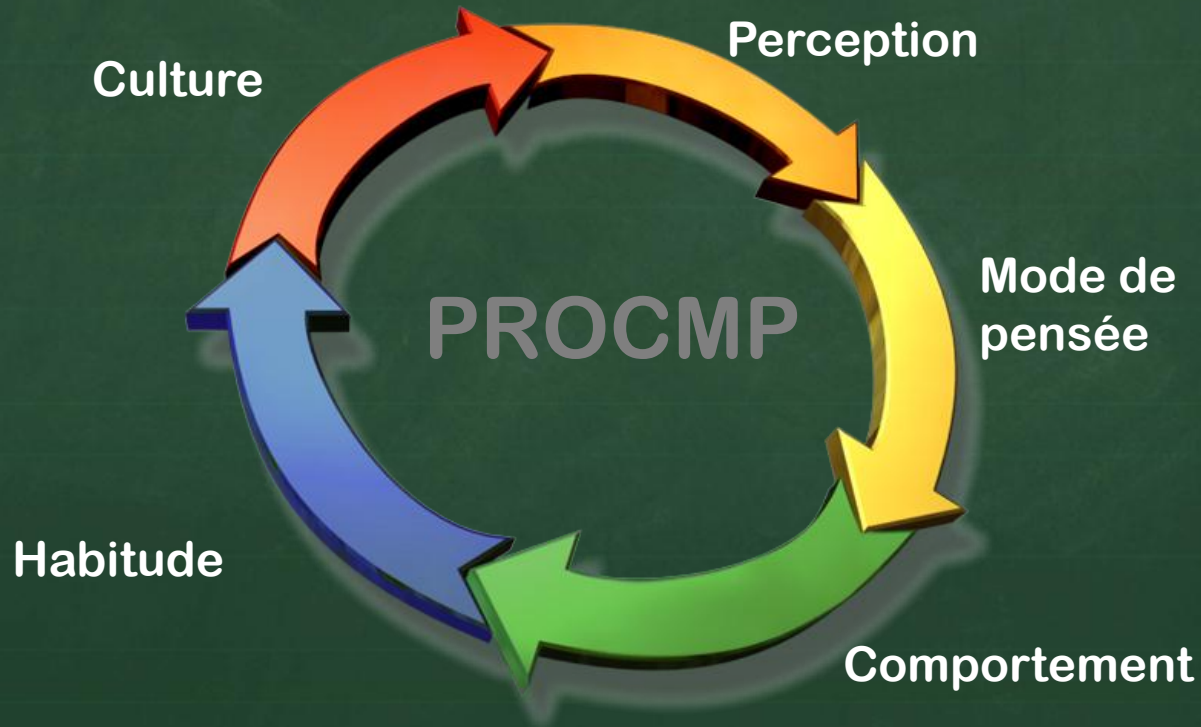 Perception
Culture
Mode de
pensée
PROCMP
Habitude
Comportement